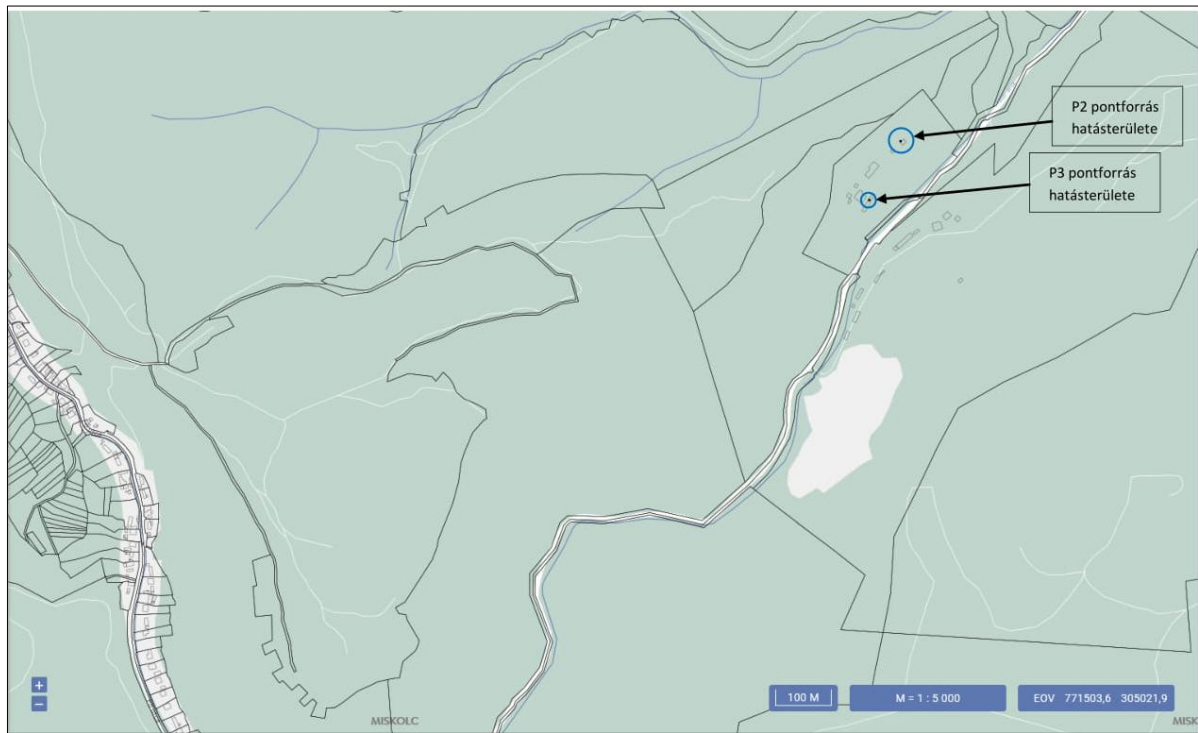 P2 pontforrás
hatásterülete
P3 pontforrás
hatásterülete
+
−
100 M
M = 1 : 5 000
EOV 771503,6 305021,9
MISKOLC
MISK